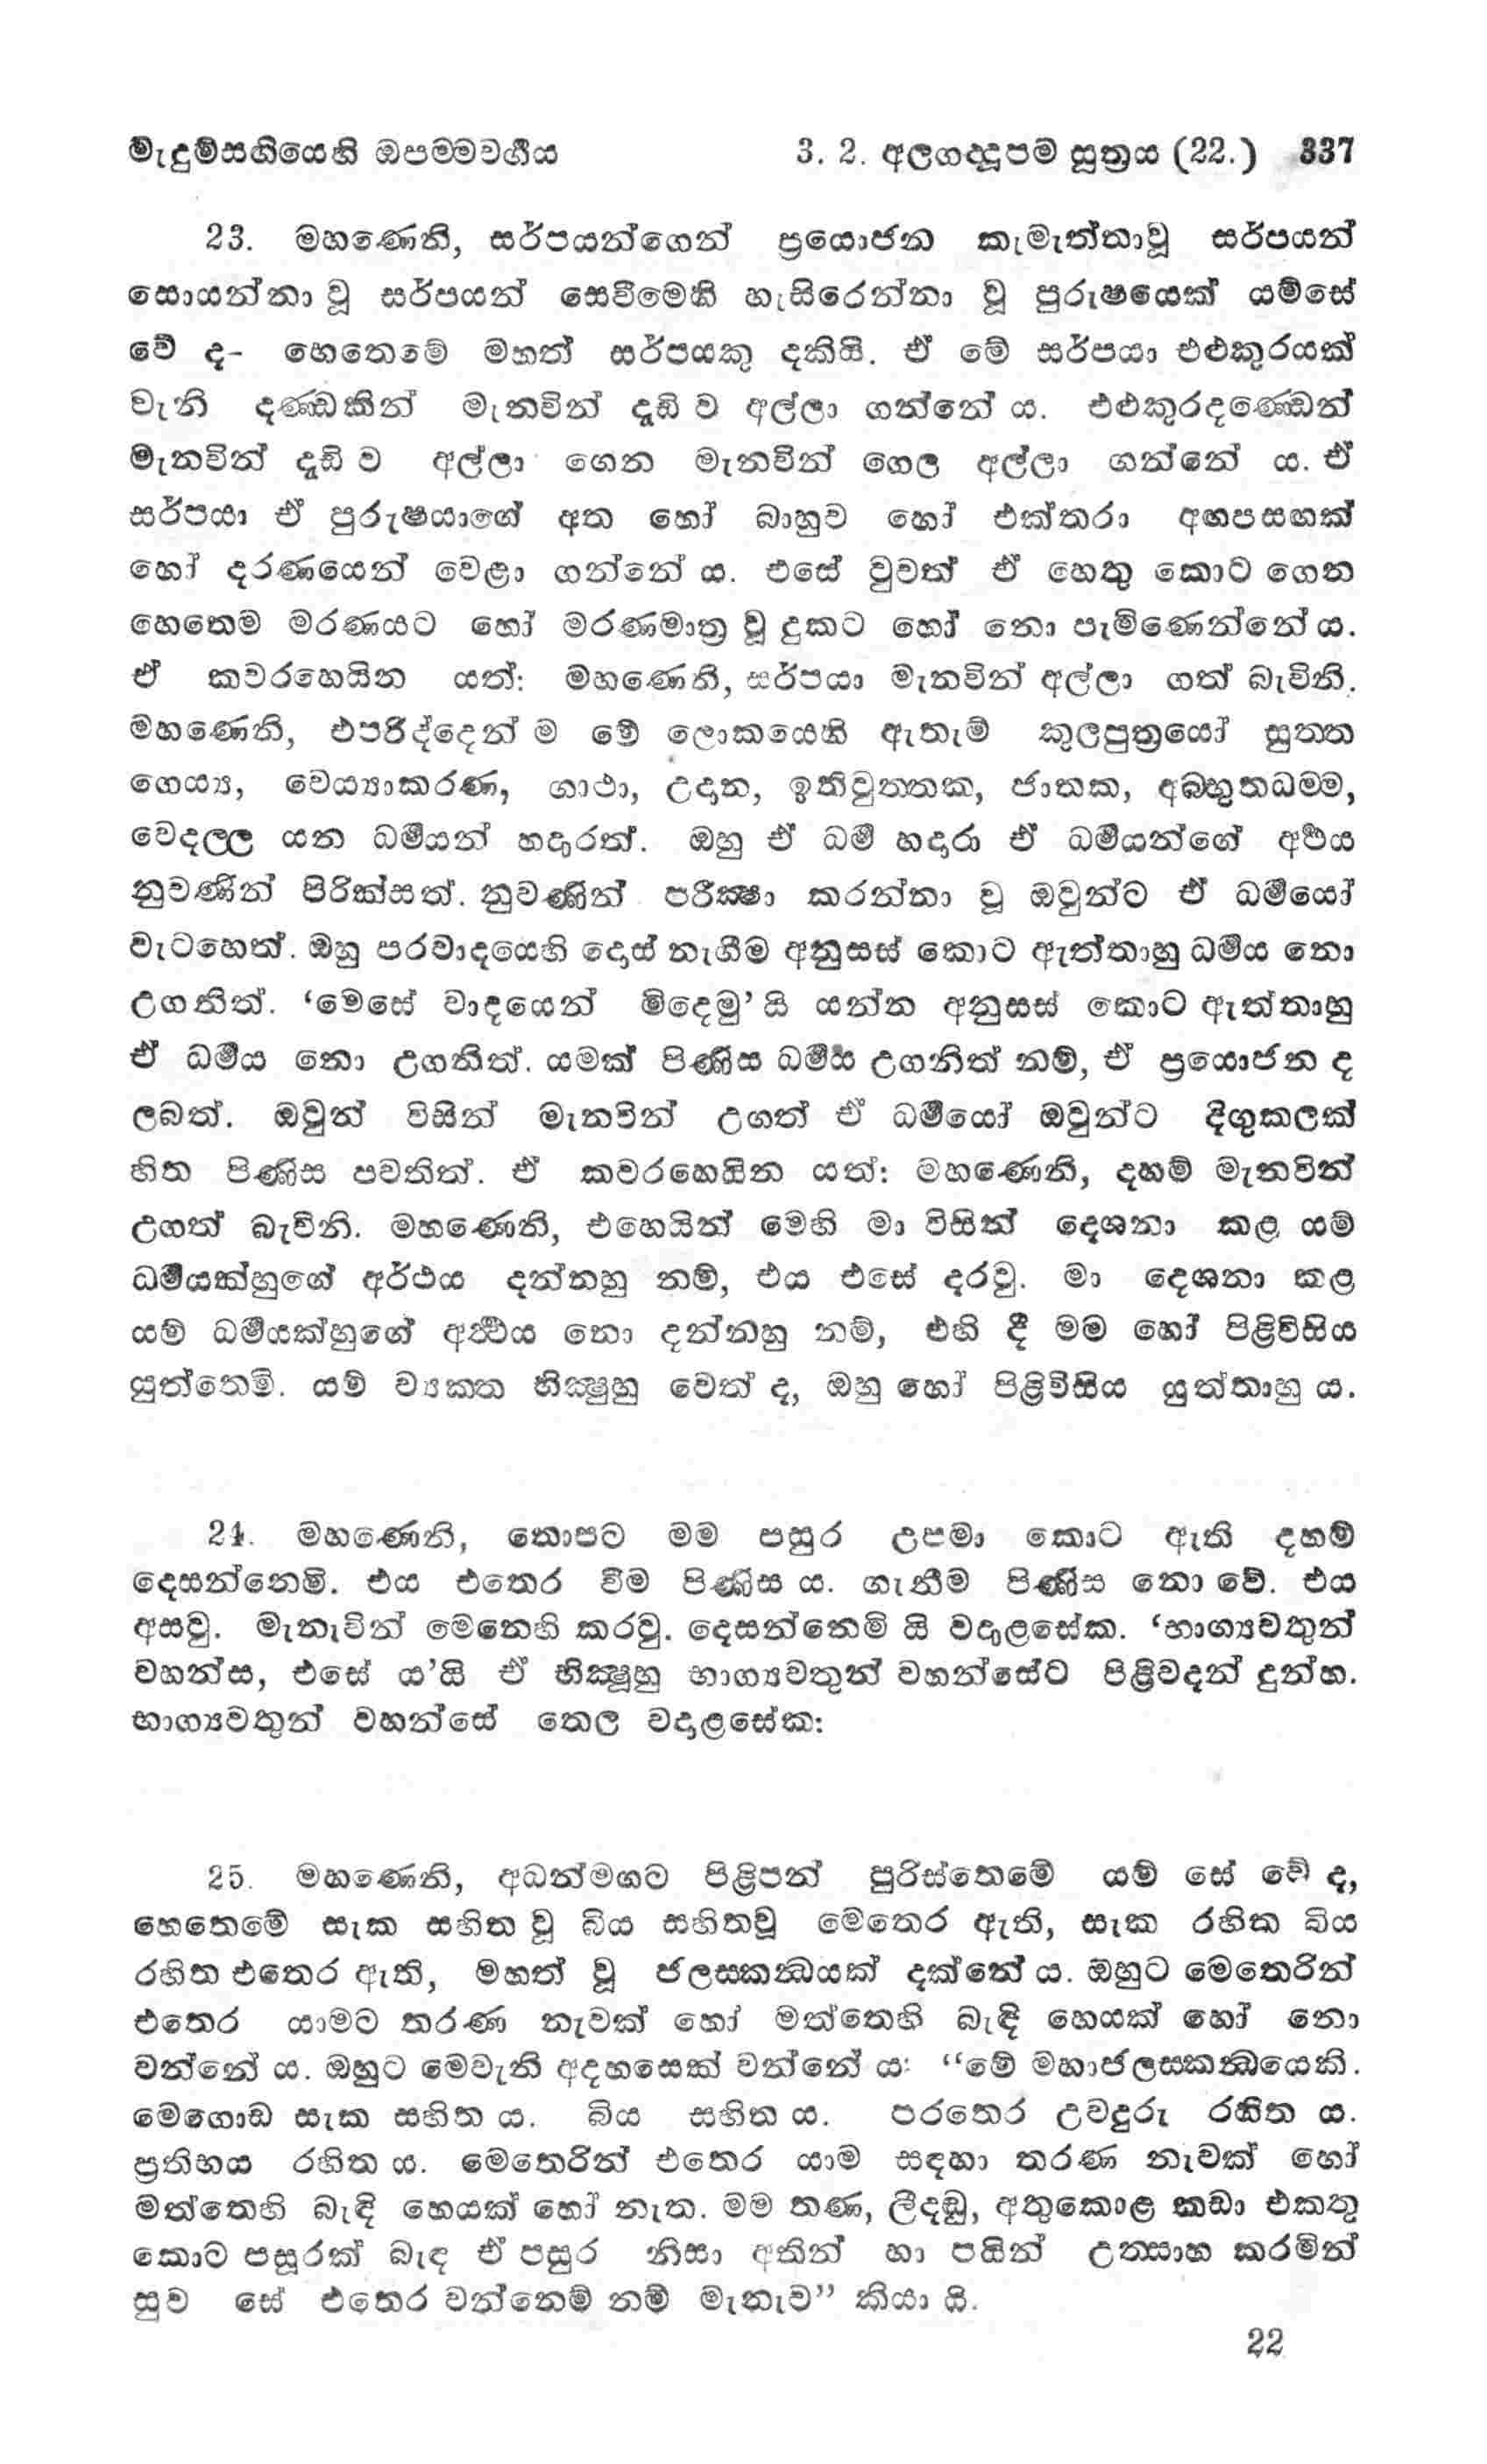 මැදුම්සඟියෙහි ඔපම්මවර්‍ගය 3. 2. අලගද්දූපම සූත්‍රය (22.) 337
23. මහණෙනි, සර්පයන්ගෙන් ප්‍රයොජන කැමැත්තාවූ සර්පයන්
සොයන්නා වූ සර්පයන් සෙවීමෙහි හැසිරෙන්නා වූ පුරුෂයෙක් යම්සේ
වේ ද- හෙතෙමේ මහත් සර්පයකු දකියි. ඒ මේ සර්පයා එළුකුරයක්
වැනි දණ්ඩකින් මැනවින් දැඩි ව අල්ලා ගන්නේ ය. එළුකුරදණ්ඩෙන්
මැනවින් දැඩි ව අල්ලා ගෙන මැනවින් ගෙල අල්ලා ගන්නේ ය. ඒ
සර්පයා ඒ පුරුෂයාගේ අත හෝ බාහුව හෝ එක්තරා අඟපසඟක්
හෝ දරණයෙන් වෙළා ගන්නේ ය. එසේ වුවත් ඒ හෙතු කොට ගෙන
හෙතෙම මරණයට හෝ මරණමාත්‍ර වූ දුකට හෝ නො පැමිණෙන්නේ ය.
ඒ කවරහෙයින යත්: මහණෙනි, සර්පයා මැනවින් අල්ලා ගත් බැවිනි.
මහණෙනි, එපරිද්දෙන් ම මේ ලොකයෙහි ඇතැම් කුලපුත්‍රයෝ සුත්ත
ගෙය්‍ය, වෙය්‍යාකරණ, ගාථා, උදාන, ඉතිවුත්තක, ජාතක, අබ්භුතධම්ම,
වෙදල්ල යන ධර්‍මයන් හදාරත්. ඔහු ඒ ධර්‍ම හදාරා ඒ ධර්‍මයන්ගේ අර්‍ථය
නුවණින් පිරික්සත්. නුවණින් පරීක්‍ෂා කරන්නා වූ ඔවුන්ට ඒ ධර්‍මයෝ
වැටහෙත්. ඔහු පරවාදයෙහි දොස් නැගීම අනුසස් කොට ඇත්තාහු ධර්‍මය නො
උගනිත්. ‘මෙසේ වාදයෙන් මිදෙමු’යි යන්න අනුසස් කොට ඇත්තාහු
ඒ ධර්‍මය නො උගනිත්. යමක් පිණිස ධර්‍මය උගනිත් නම්, ඒ ප්‍රයොජන ද
ලබත්. ඔවුන් විසින් මැනවින් උගත් ඒ ධර්‍මයෝ ඔවුන්ට දිගුකලක්
හිත පිණිස පවතිත්. ඒ කවරහෙයින යත්: මහණෙනි, දහම් මැනවින්
උගත් බැවිනි. මහණෙනි, එහෙයින් මෙහි මා විසින් දෙශනා කළ යම්
ධර්‍මයක්හුගේ අර්ථය දන්නහු නම්, එය එසේ දරවු. මා දෙශනා කළ
යම් ධර්‍මයක්හුගේ අර්‍ථය නො දන්නහු නම්, එහි දී මම හෝ පිළිවිසිය
යුත්තෙමි. යම් ව්‍යක්ත භික්‍ෂුහු වෙත් ද, ඔහු හෝ පිළිවිසිය යුත්තාහු ය.
24. මහණෙනි, තොපට මම පසුර උපමා කොට ඇති දහම්
දෙසන්නෙමි. එය එතෙර වීම පිණිස ය. ගැනීම පිණිස නො වේ. එය
අසවු. මැනැවින් මෙනෙහි කරවු. දෙසන්නෙමි යි වදාළසේක. ‘භාග්‍යවතුන්
වහන්ස, එසේ ය’යි ඒ භික්‍ෂූහු භාග්‍යවතුන් වහන්සේට පිළිවදන් දුන්හ.
භාග්‍යවතුන් වහන්සේ තෙල වදාළසේක:
25. මහණෙනි, අධන්මගට පිළිපන් පුරිස්තෙමේ යම් සේ වේ ද,
හෙතෙමේ සැක සහිත වූ බිය සහිතවූ මෙතෙර ඇති, සැක රහිත බිය
රහිත එතෙර ඇති, මහත් වූ ජලස්කන්‍ධයක් දක්නේ ය. ඔහුට මෙතෙරින්
එතෙර යාමට තරණ නැවක් හෝ මත්තෙහි බැඳි හෙයක් හෝ නො
වන්නේ ය. ඔහුට මෙවැනි අදහසෙක් වන්නේ ය: “මේ මහාජලස්කන්‍ධයෙකි.
මෙගොඩ සැක සහිත ය. බිය සහිත ය. පරතෙර උවදුරු රහිත ය.
ප්‍රතිභය රහිත ය. මෙතෙරින් එතෙර යාම සඳහා තරණ නැවක් හෝ
මත්තෙහි බැඳි හෙයක් හෝ නැත. මම තණ, ලීදඬු, අතුකොළ කඩා එකතු
කොට පසූරක් බැඳ ඒ පසුර නිසා අතින් හා පයින් උත්සාහ කරමින්
සුව සේ එතෙර වන්නෙම් නම් මැනැව” කියා යි.
22